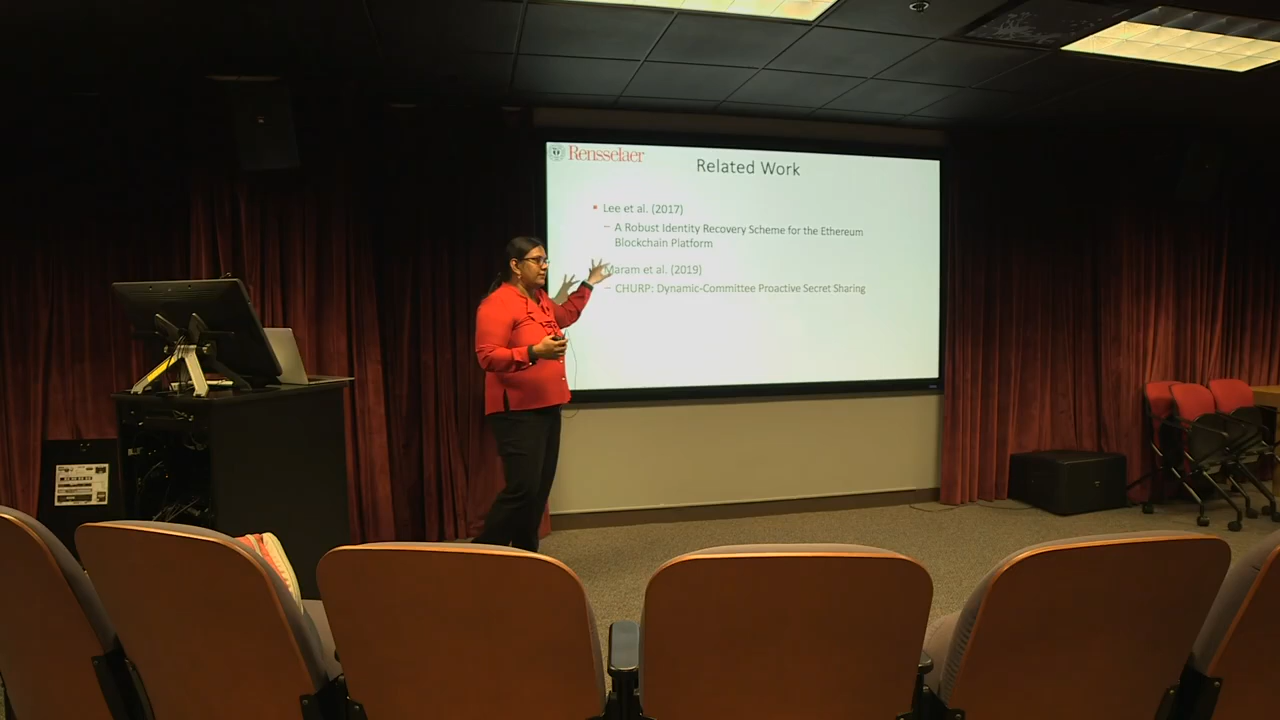 Rensselaer
Related Work
Lee et al. (2017)
– A Robust Identity Recovery Scheme for the Ethereum
Blockchain Platform
Maram et al. (2019)
– CHURP: Dynamic-Committee Proactive Secret Sharing